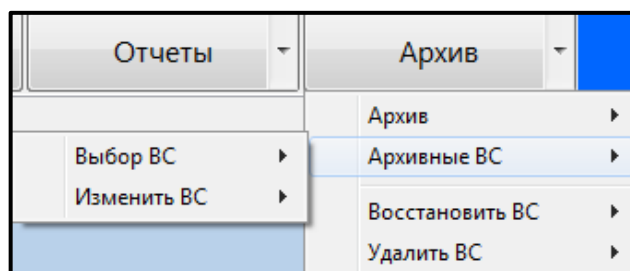 Отчеты
Архив
Архив
Выбор ВС
Архивные ВС
Изменить ВС
Восстановить ВС
Удалить ВС